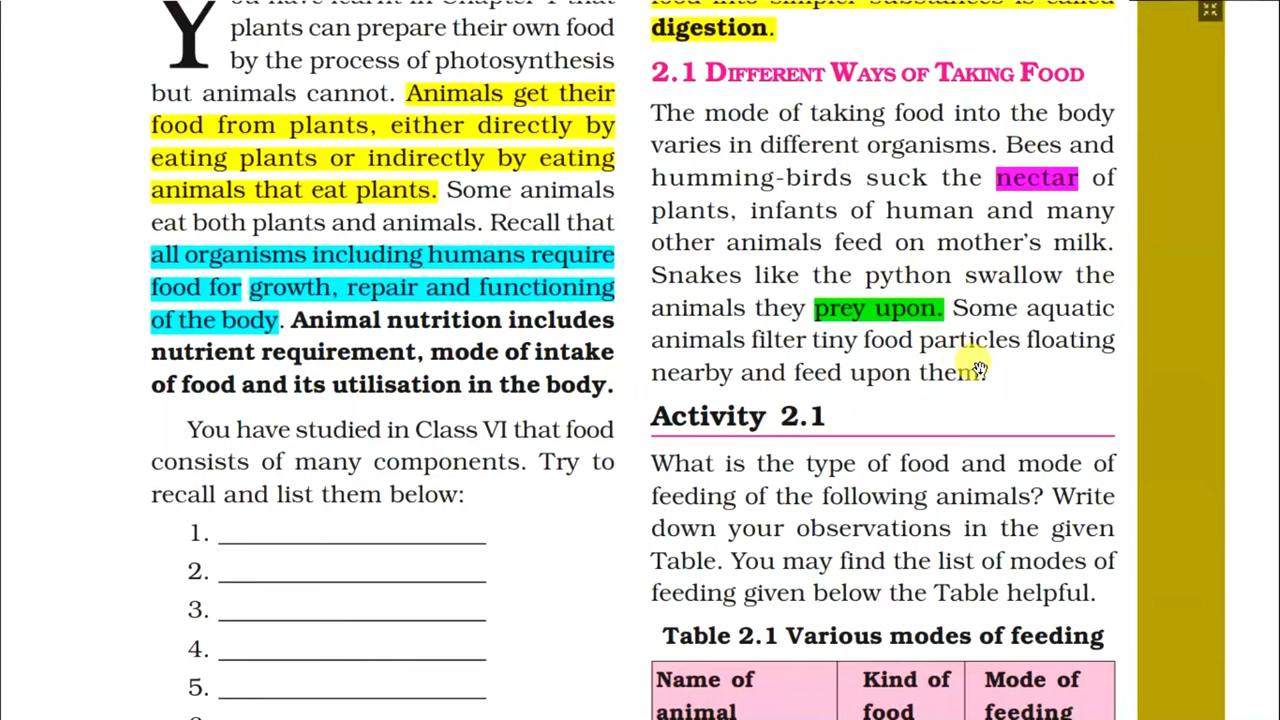 Y
plants can prepare their own food
by the process of photosynthesis
but animals cannot. Animals get their
food from plants, either directly by
eating plants or indirectly by eating
animals that eat plants. Some animals
eat both plants and animals. Recall that
all organisms including humans require
food for growth, repair and functioning
of the body. Animal nutrition includes
nutrient requirement, mode of intake
of food and its utilisation in the body.
You have studied in Class VI that food
consists of many components. Try to
recall and list them below:
1.
2.
3.
4.
5.
food into simpler substances is called
digestion.
2.1 DIFFERENT WAYS OF TAKING FOOD
The mode of taking food into the body
varies in different organisms. Bees and
humming-birds suck the nectar of
plants, infants of human and many
other animals feed on mother's milk.
Snakes like the python swallow the
animals they prey upon. Some aquatic
animals filter tiny food particles floating
nearby and feed upon them.
Activity 2.1
What is the type of food and mode of
feeding of the following animals? Write
down your observations in the given
Table. You may find the list of modes of
feeding given below the Table helpful.
Table 2.1 Various modes of feeding
Name of
animal
Kind of
food
Mode of
feeding